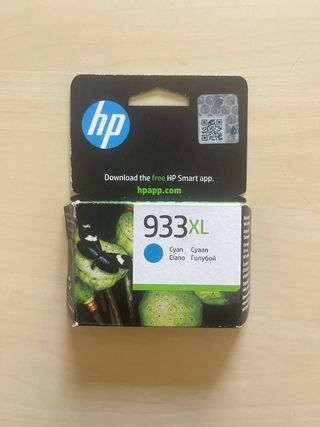 hp
Download the free HP Smart app.
hpapp.com
933XL
Cyan Cyaan
Ciano Голубой